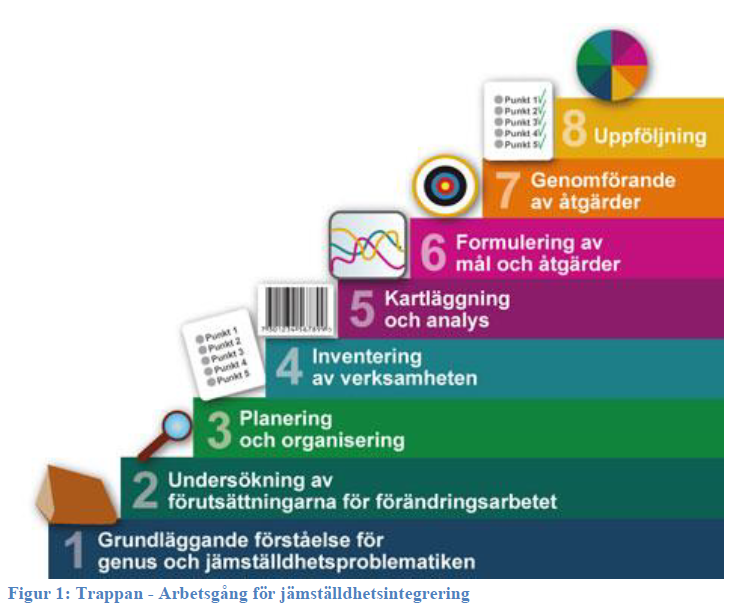 Punkt 1
Punkt 2
Punkt 3
Punkt 4
Punkt 5
8 Uppföljning
7 Genomförande
av åtgärder
6 Formulering av
mål och åtgärder
5 Kartläggning
och analys
Punkt 1
Punkt 2
Punkt 3
Punkt 4
Punkt 5
4 Inventering
av verksamheten
3 Planering
och organisering
2 Undersökning av
förutsättningarna för förändringsarbetet
1 Grundläggande förståelse för
genus och jämställdhetsproblematiken
Figur 1: Trappan - Arbetsgång för jämställdhetsintegrering